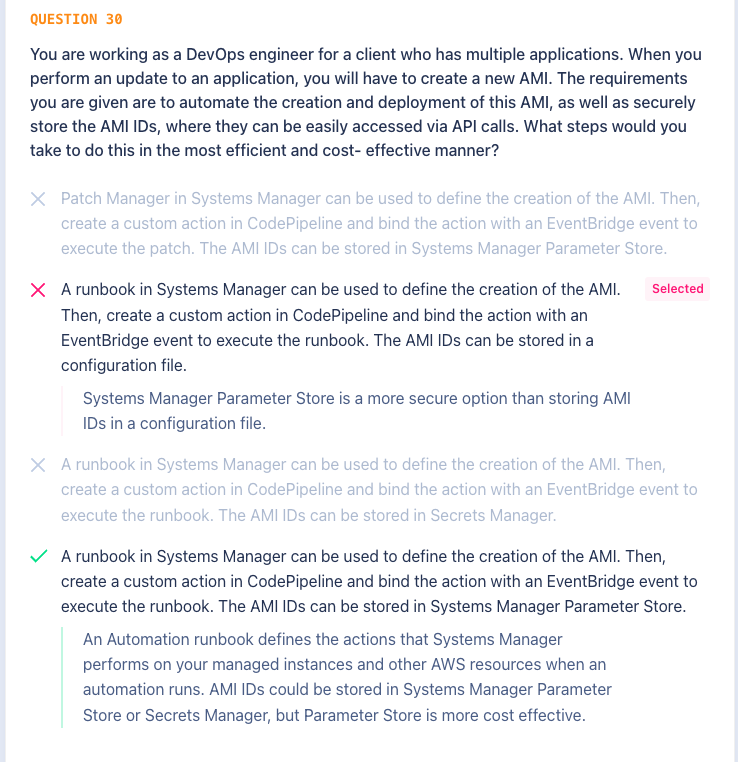 QUESTION 30
You are working as a DevOps engineer for a client who has multiple applications. When you
perform an update to an application, you will have to create a new AMI. The requirements
you are given are to automate the creation and deployment of this AMI, as well as securely
store the AMI IDs, where they can be easily accessed via API calls. What steps would you
take to do this in the most efficient and cost- effective manner?
Patch Manager in Systems Manager can be used to define the creation of the AMI. Then,
create a custom action in CodePipeline and bind the action with an EventBridge event to
execute the patch. The AMI IDs can be stored in Systems Manager Parameter Store.
A runbook in Systems Manager can be used to define the creation of the AMI.
Selected
Then, create a custom action in CodePipeline and bind the action with an
EventBridge event to execute the runbook. The AMI IDs can be stored in a
configuration file.
Systems Manager Parameter Store is a more secure option than storing AMI
IDs in a configuration file.
A runbook in Systems Manager can be used to define the creation of the AMI. Then,
create a custom action in CodePipeline and bind the action with an EventBridge event to
execute the runbook. The AMI IDs can be stored in Secrets Manager.
A runbook in Systems Manager can be used to define the creation of the AMI. Then,
create a custom action in CodePipeline and bind the action with an EventBridge event to
execute the runbook. The AMI IDs can be stored in Systems Manager Parameter Store.
An Automation runbook defines the actions that Systems Manager
performs on your managed instances and other AWS resources when an
automation runs. AMI IDs could be stored in Systems Manager Parameter
Store or Secrets Manager, but Parameter Store is more cost effective.